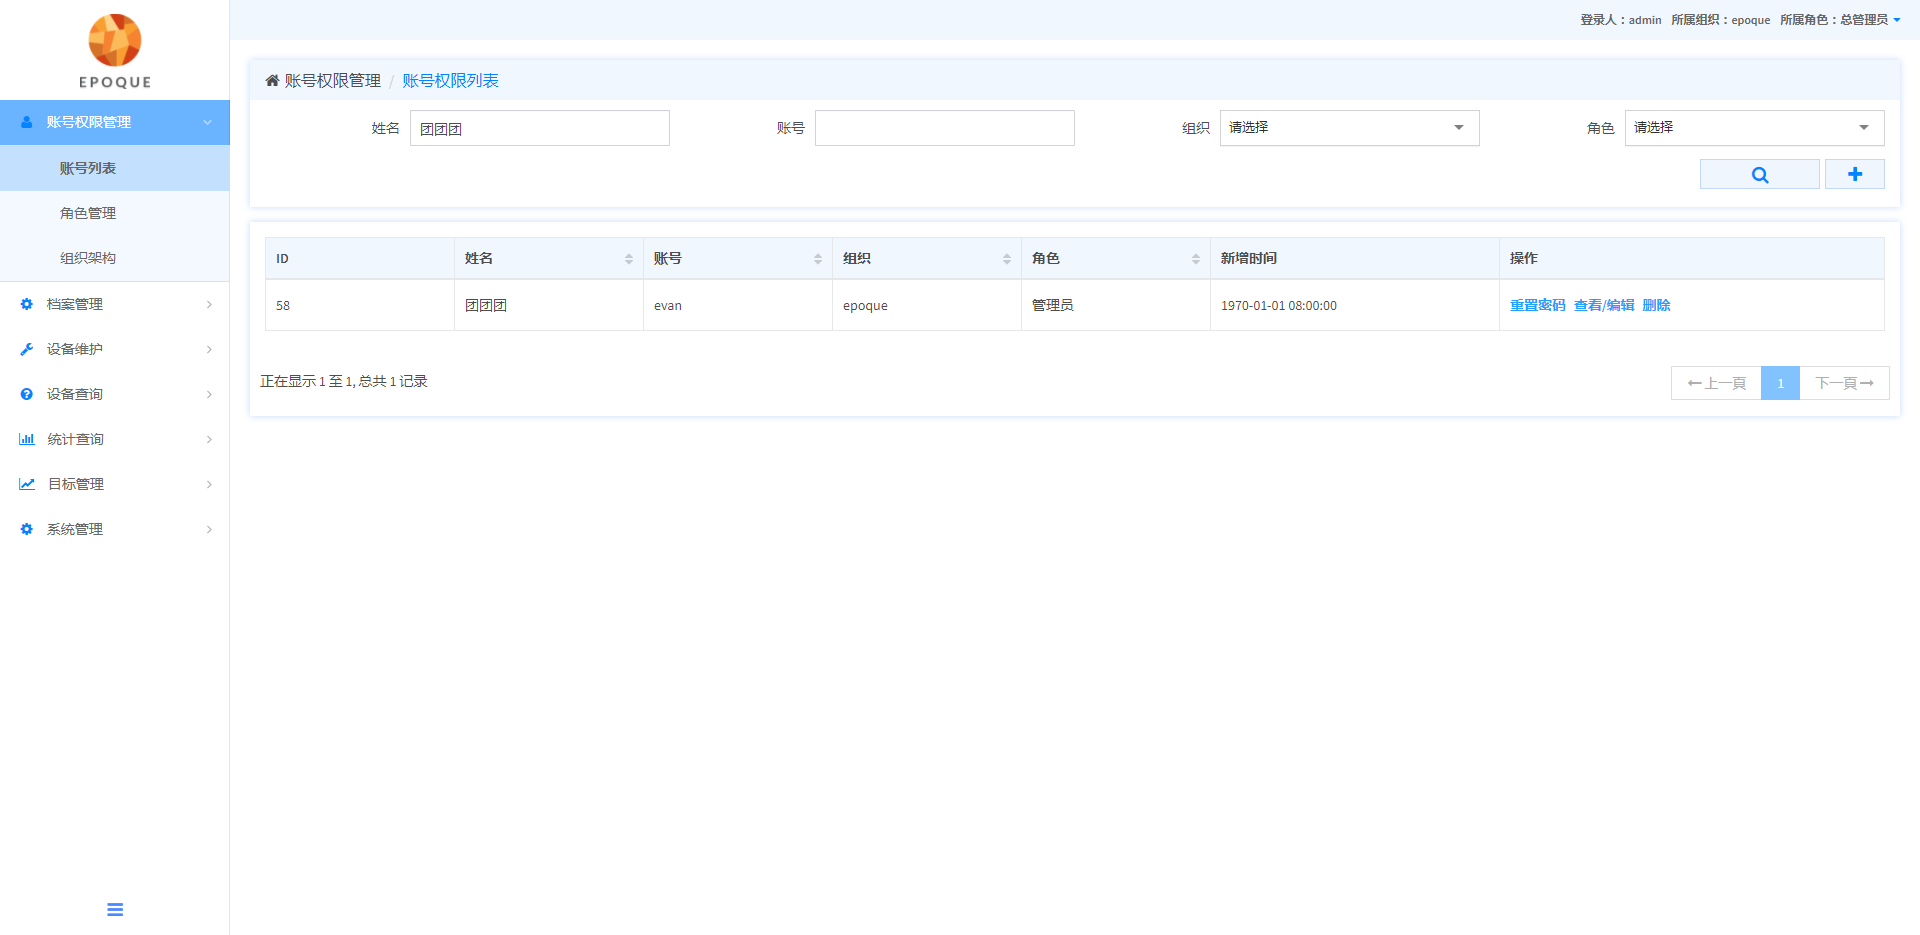 EPOQUE
登录人：admin 所属组织：epoque 所属角色：总管理员
账号权限管理
账号列表
角色管理
组织架构
档案管理
设备维护
设备查询
统计查询
目标管理
系统管理
账号权限管理 / 账号权限列表
姓名 团团团 账号 组织 请选择 角色 请选择
ID 姓名 账号 组织 角色 新增时间 操作
58 团团团 evan epoque 管理员 1970-01-01 08:00:00 重置密码 查看/编辑 删除
正在显示 1 至 1, 总共 1 记录
上一頁 1 下一頁